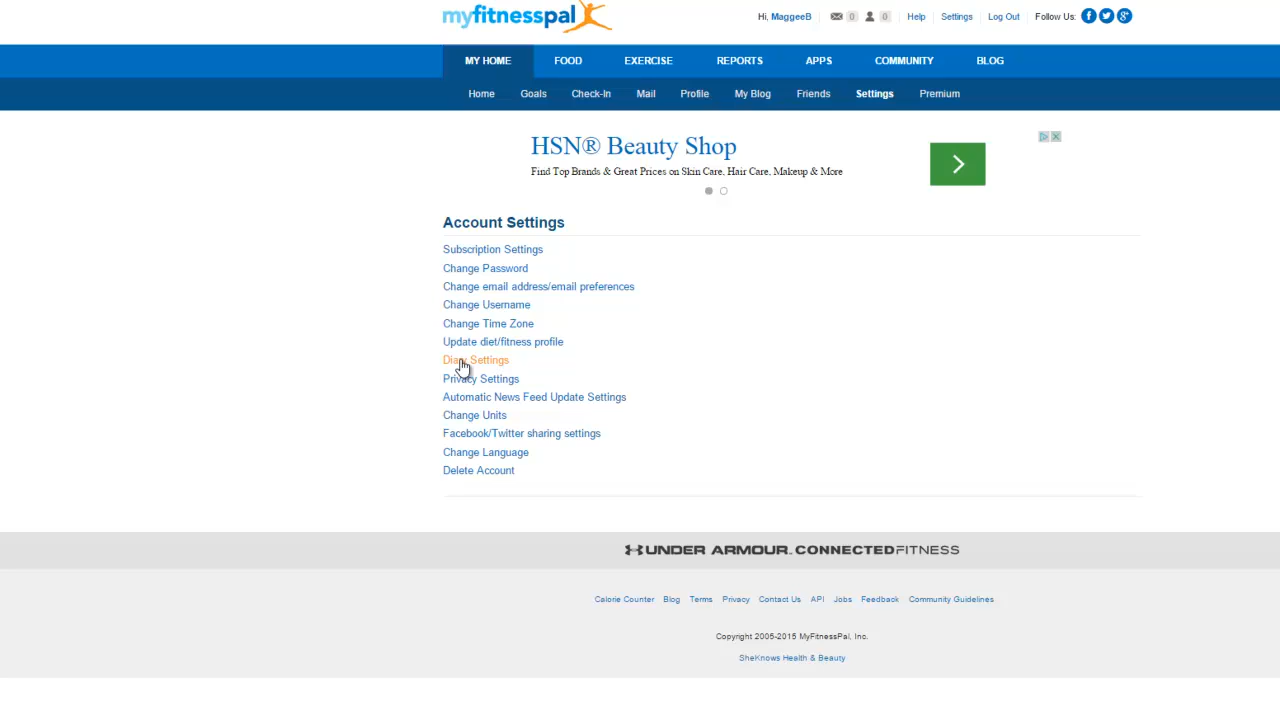 myfitnesspal
Hi, MaggeeB 0 0 Help Settings Log Out Follow Us:
MY HOME FOOD EXERCISE REPORTS APPS COMMUNITY BLOG
Home Goals Check-In Mail Profile My Blog Friends Settings Premium
HSN® Beauty Shop
Find Top Brands & Great Prices on Skin Care, Hair Care, Makeup & More
Account Settings
Subscription Settings
Change Password
Change email address/email preferences
Change Username
Change Time Zone
Update diet/fitness profile
Diary Settings
Privacy Settings
Automatic News Feed Update Settings
Change Units
Facebook/Twitter sharing settings
Change Language
Delete Account
UNDER ARMOUR. CONNECTEDFITNESS
Calorie Counter Blog Terms Privacy Contact Us API Jobs Feedback Community Guidelines
Copyright 2005-2015 MyFitnessPal, Inc.
SheKnows Health & Beauty